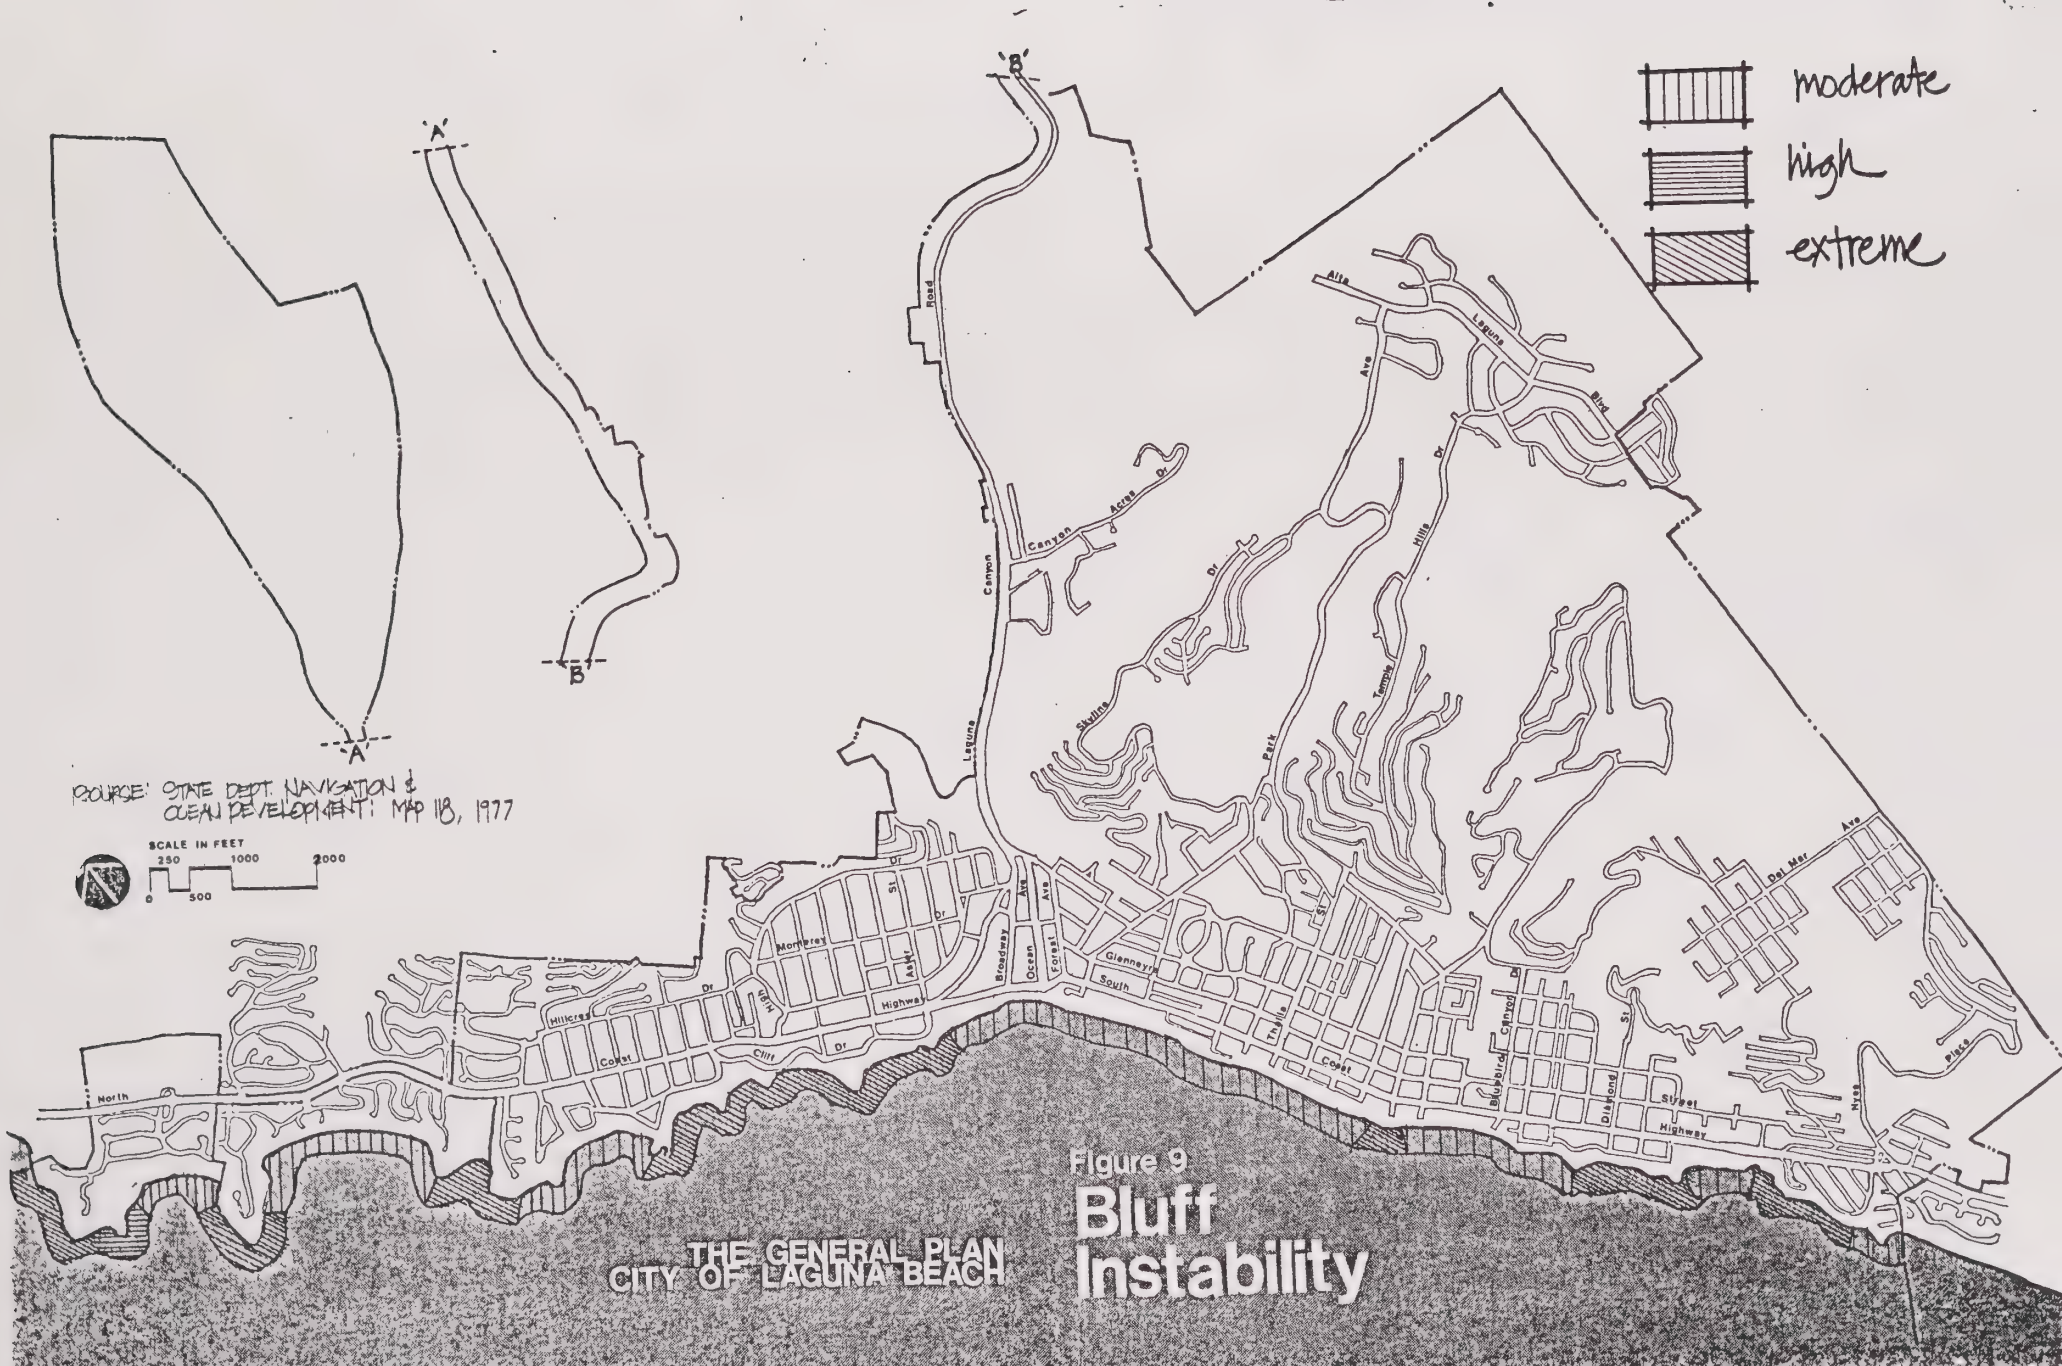 'B'
moderate
high
extreme
'A'
Alta
Laguna
Blvd
Road
Ave
Dr
Canyon
Acres
Dr
Hills
Canyon
Dr
Temple
Skyline
Park
Laguna
'B'
'A'
SOURCE: STATE DEPT. NAVIGATION &
OCEAN DEVELOPMENT: MAP 118, 1977
SCALE IN FEET
250 1000 2000
0 500
Del Mar Ave
Dr
St
Ave
Ave
St
Dr
Monterey
Aster
Broadway
Ocean
Forest
Glenneyre
South
High
Dr
Highway
Hillcrest
Thalia
Canyon
Dr
St
Cliff Dr
Coast
Coast
Bluebird
Diamond
Street
Highway
Nyes
Place
North
Figure 9
Bluff
Instability
THE GENERAL PLAN
CITY OF LAGUNA BEACH